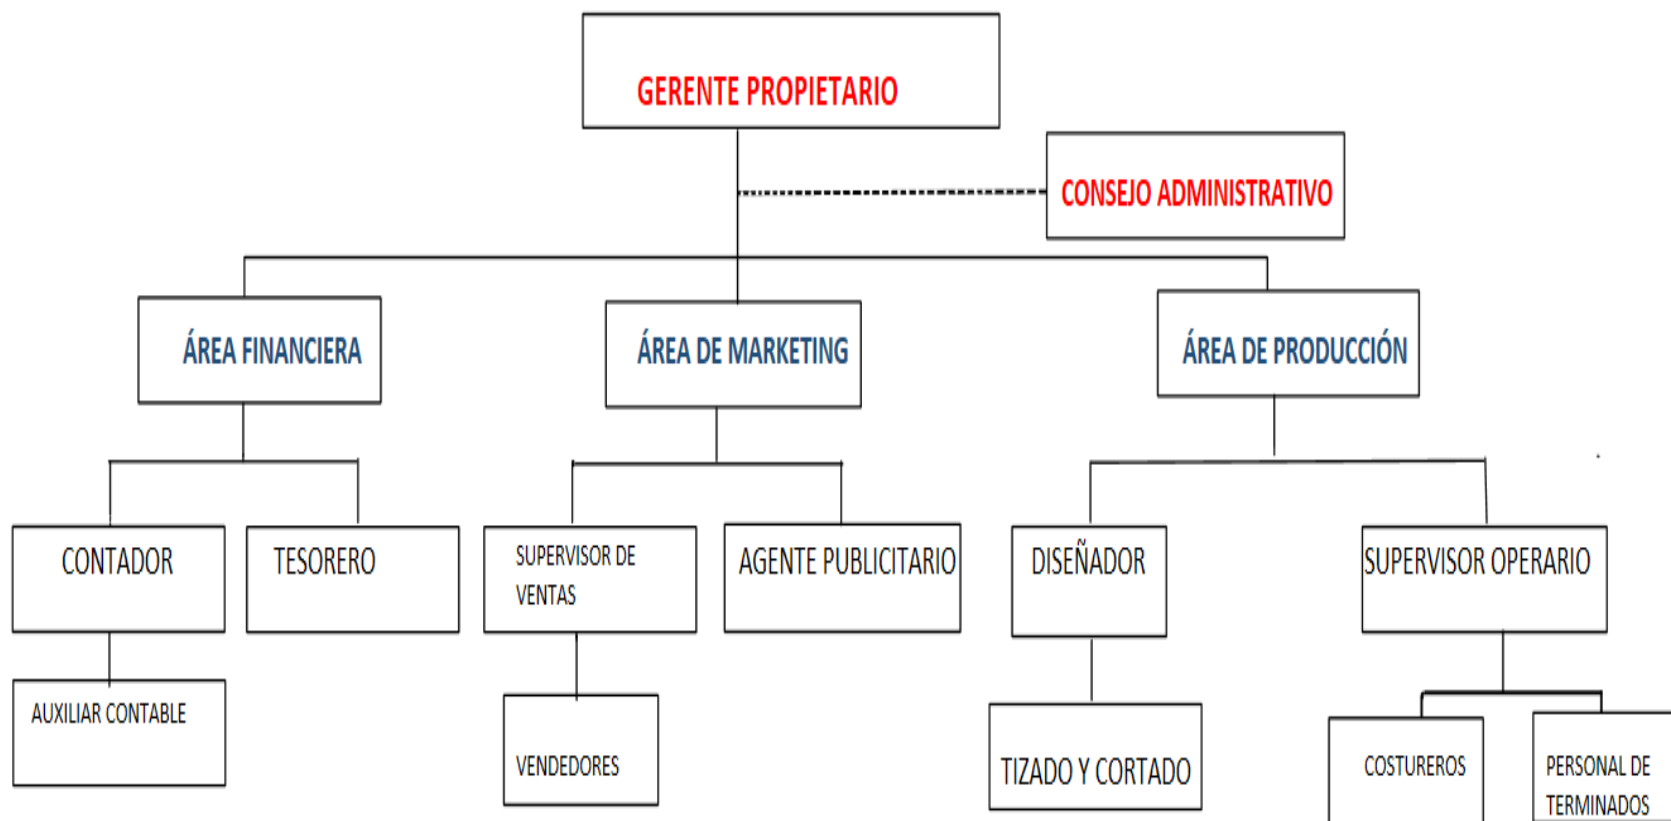 GERENTE PROPIETARIO
CONSEJO ADMINISTRATIVO
ÁREA FINANCIERA
ÁREA DE MARKETING
ÁREA DE PRODUCCIÓN
CONTADOR
TESORERO
SUPERVISOR DE
VENTAS
AGENTE PUBLICITARIO
DISEÑADOR
SUPERVISOR OPERARIO
AUXILIAR CONTABLE
VENDEDORES
TIZADO Y CORTADO
COSTUREROS
PERSONAL DE
TERMINADOS